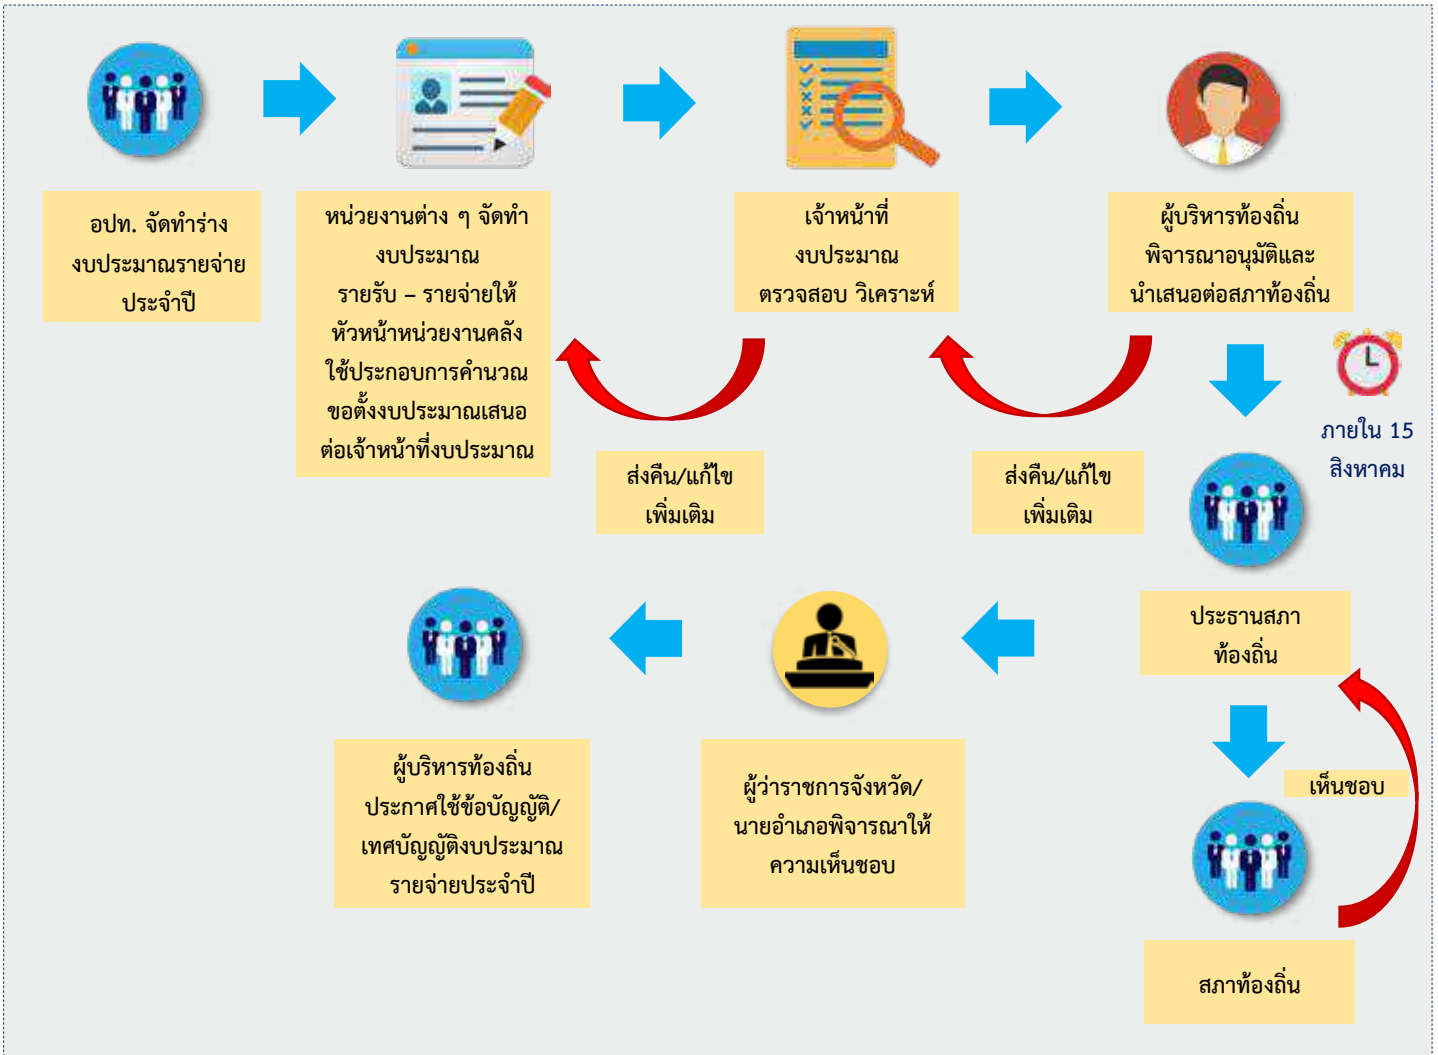 อปท. จัดทำร่าง
งบประมาณรายจ่าย
ประจำปี
หน่วยงานต่าง ๆ จัดทำ
งบประมาณ
รายรับ – รายจ่ายให้
หัวหน้าหน่วยงานคลัง
ใช้ประกอบการคำนวณ
ขอตั้งงบประมาณเสนอ
ต่อเจ้าหน้าที่งบประมาณ
เจ้าหน้าที่
งบประมาณ
ตรวจสอบ วิเคราะห์
ผู้บริหารท้องถิ่น
พิจารณาอนุมัติและ
นำเสนอต่อสภาท้องถิ่น
ภายใน 15
สิงหาคม
ส่งคืน/แก้ไข
เพิ่มเติม
ส่งคืน/แก้ไข
เพิ่มเติม
ประธานสภา
ท้องถิ่น
เห็นชอบ
สภาท้องถิ่น
ผู้ว่าราชการจังหวัด/
นายอำเภอพิจารณาให้
ความเห็นชอบ
ผู้บริหารท้องถิ่น
ประกาศใช้ข้อบัญญัติ/
เทศบัญญัติงบประมาณ
รายจ่ายประจำปี